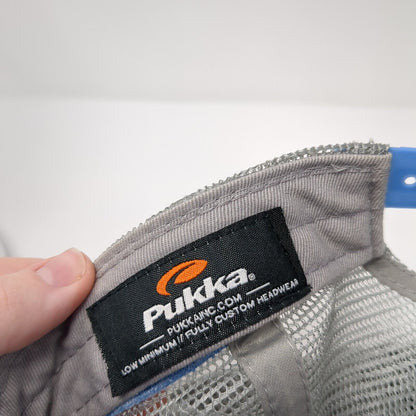 Pukka®
PUKKAINC.COM
LOW MINIMUM // FULLY CUSTOM HEADWEAR